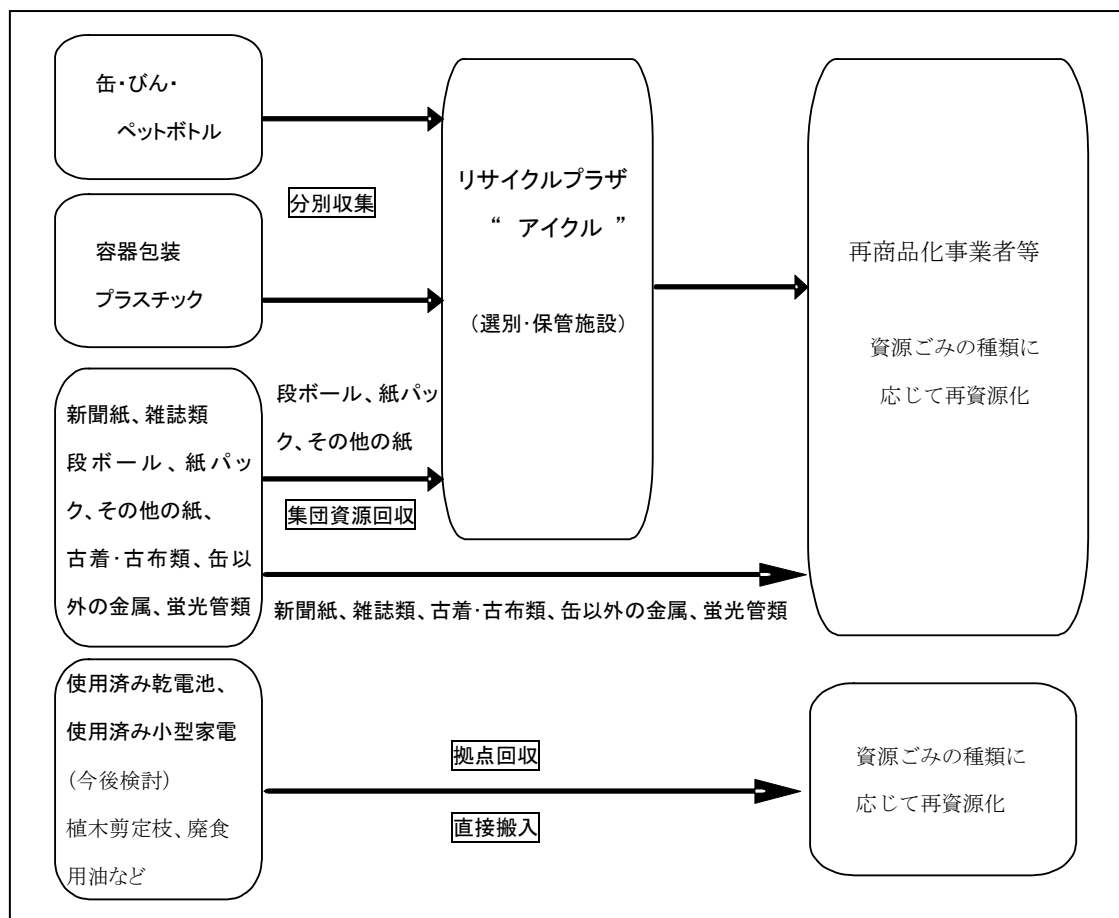 缶・びん・
ペットボトル
分別収集
容器包装
プラスチック
リサイクルプラザ
“ アイクル ”
(選別・保管施設)
再商品化事業者等
資源ごみの種類に
応じて再資源化
新聞紙、雑誌類
段ボール、紙パッ
ク、その他の紙、
古着・古布類、缶以
外の金属、蛍光管類
段ボール、紙パッ
ク、その他の紙
集団資源回収
新聞紙、雑誌類、古着・古布類、缶以外の金属、蛍光管類
使用済み乾電池、
使用済み小型家電
(今後検討)
植木剪定枝、廃食
用油など
拠点回収
直接搬入
資源ごみの種類に
応じて再資源化